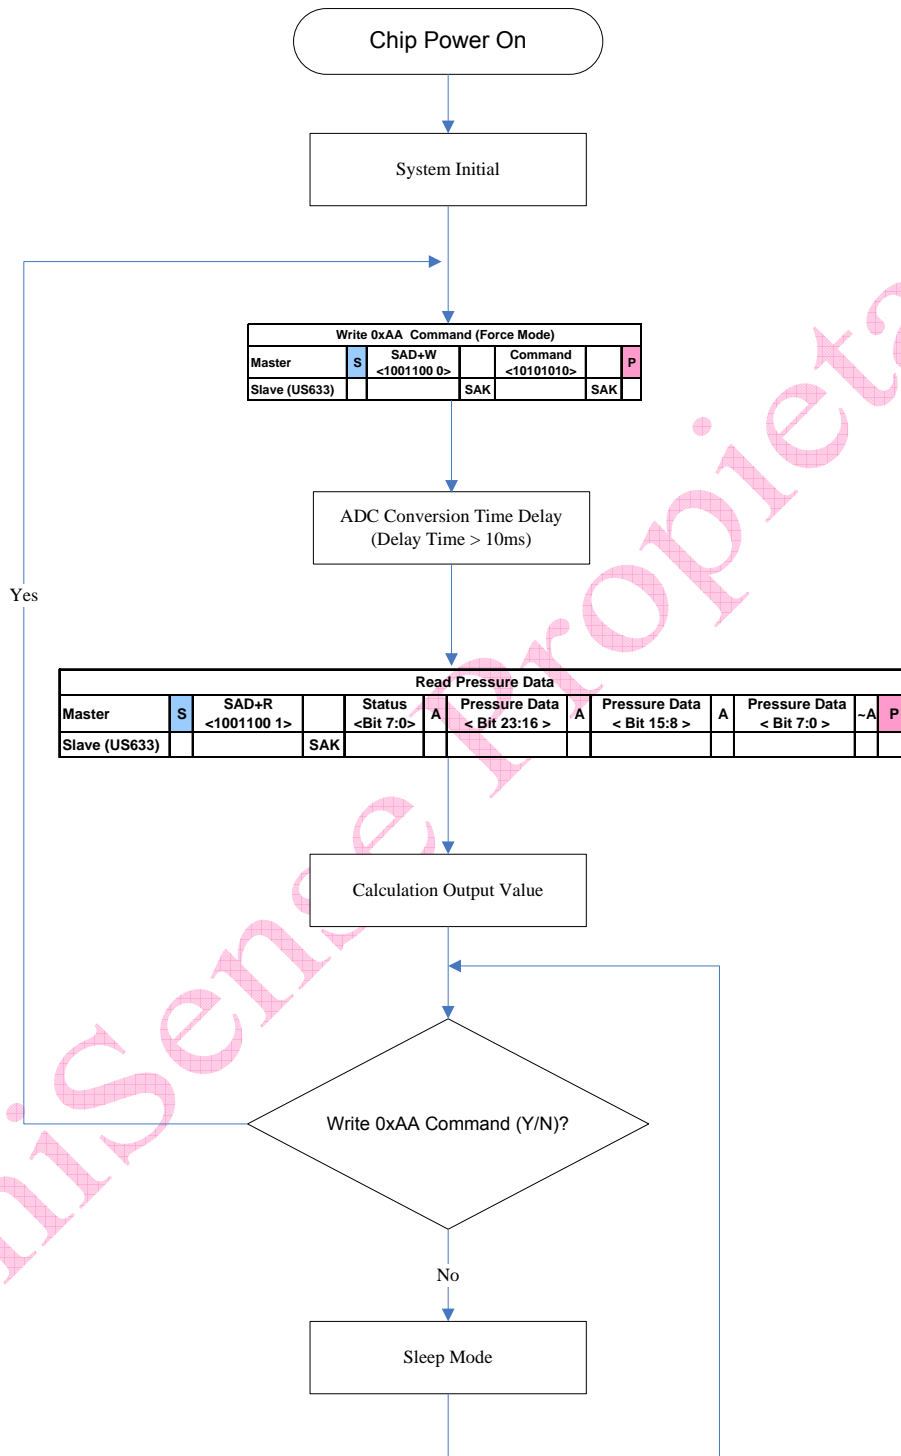 Chip Power On
System Initial
Write 0xAA Command (Force Mode)
Master S SAD+W Command P
<1001100 0> <10101010>
Slave (US633) SAK SAK
ADC Conversion Time Delay
(Delay Time > 10ms)
Yes
Read Pressure Data
Master S SAD+R Status A Pressure Data A Pressure Data A Pressure Data ~A P
<1001100 1> <Bit 7:0> < Bit 23:16 > < Bit 15:8 > < Bit 7:0 >
Slave (US633) SAK
Calculation Output Value
Write 0xAA Command (Y/N)?
No
Sleep Mode
niSense Propieta